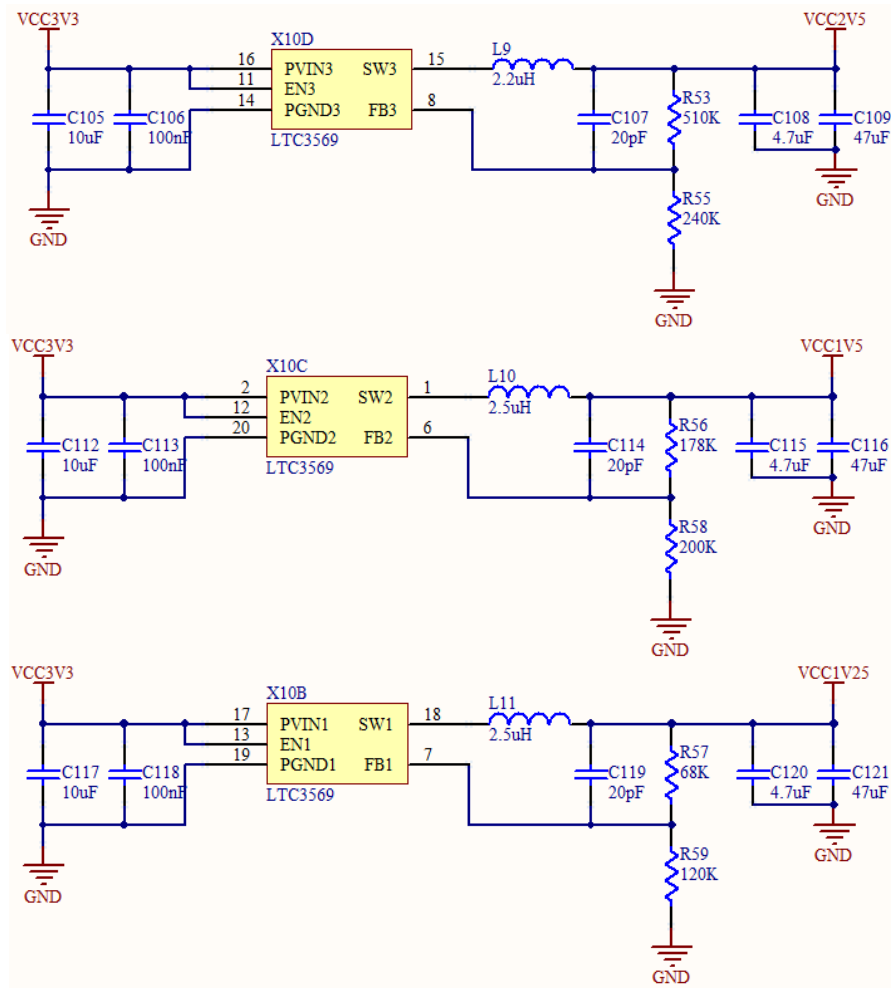 VCC3V3
VCC2V5
X10D
16 PVIN3 SW3 15
11 EN3
14 PGND3 FB3 8
LTC3569
L9
2.2uH
C105
10uF
C106
100nF
C107
20pF
R53
510K
C108
4.7uF
C109
47uF
R55
240K
GND
GND
GND
VCC3V3
VCC1V5
X10C
2 PVIN2 SW2 1
12 EN2
20 PGND2 FB2 6
LTC3569
L10
2.5uH
C112
10uF
C113
100nF
C114
20pF
R56
178K
C115
4.7uF
C116
47uF
R58
200K
GND
GND
GND
VCC3V3
VCC1V25
X10B
17 PVIN1 SW1 18
13 EN1
19 PGND1 FB1 7
LTC3569
L11
2.5uH
C117
10uF
C118
100nF
C119
20pF
R57
68K
C120
4.7uF
C121
47uF
R59
120K
GND
GND
GND